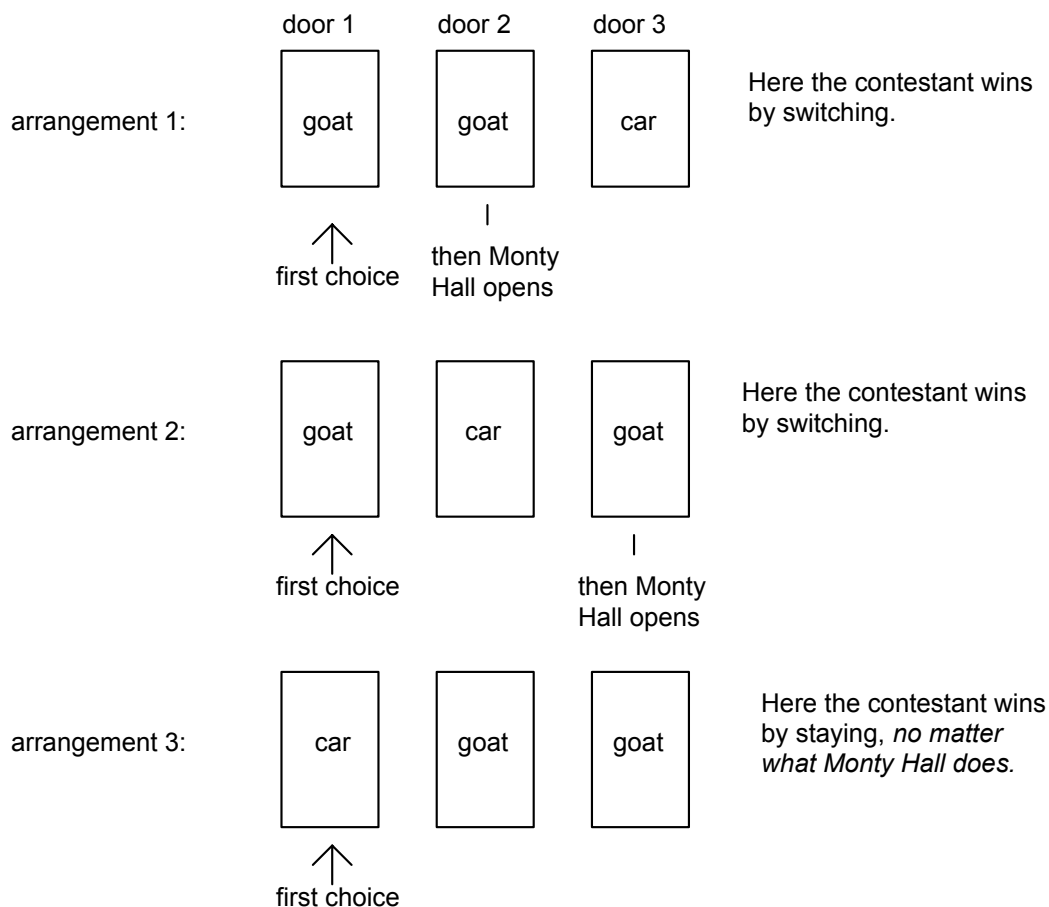 door 1 door 2 door 3
arrangement 1: goat goat car
Here the contestant wins
by switching.
first choice
then Monty
Hall opens
arrangement 2: goat car goat
Here the contestant wins
by switching.
first choice
then Monty
Hall opens
arrangement 3: car goat goat
Here the contestant wins
by staying, no matter
what Monty Hall does.
first choice